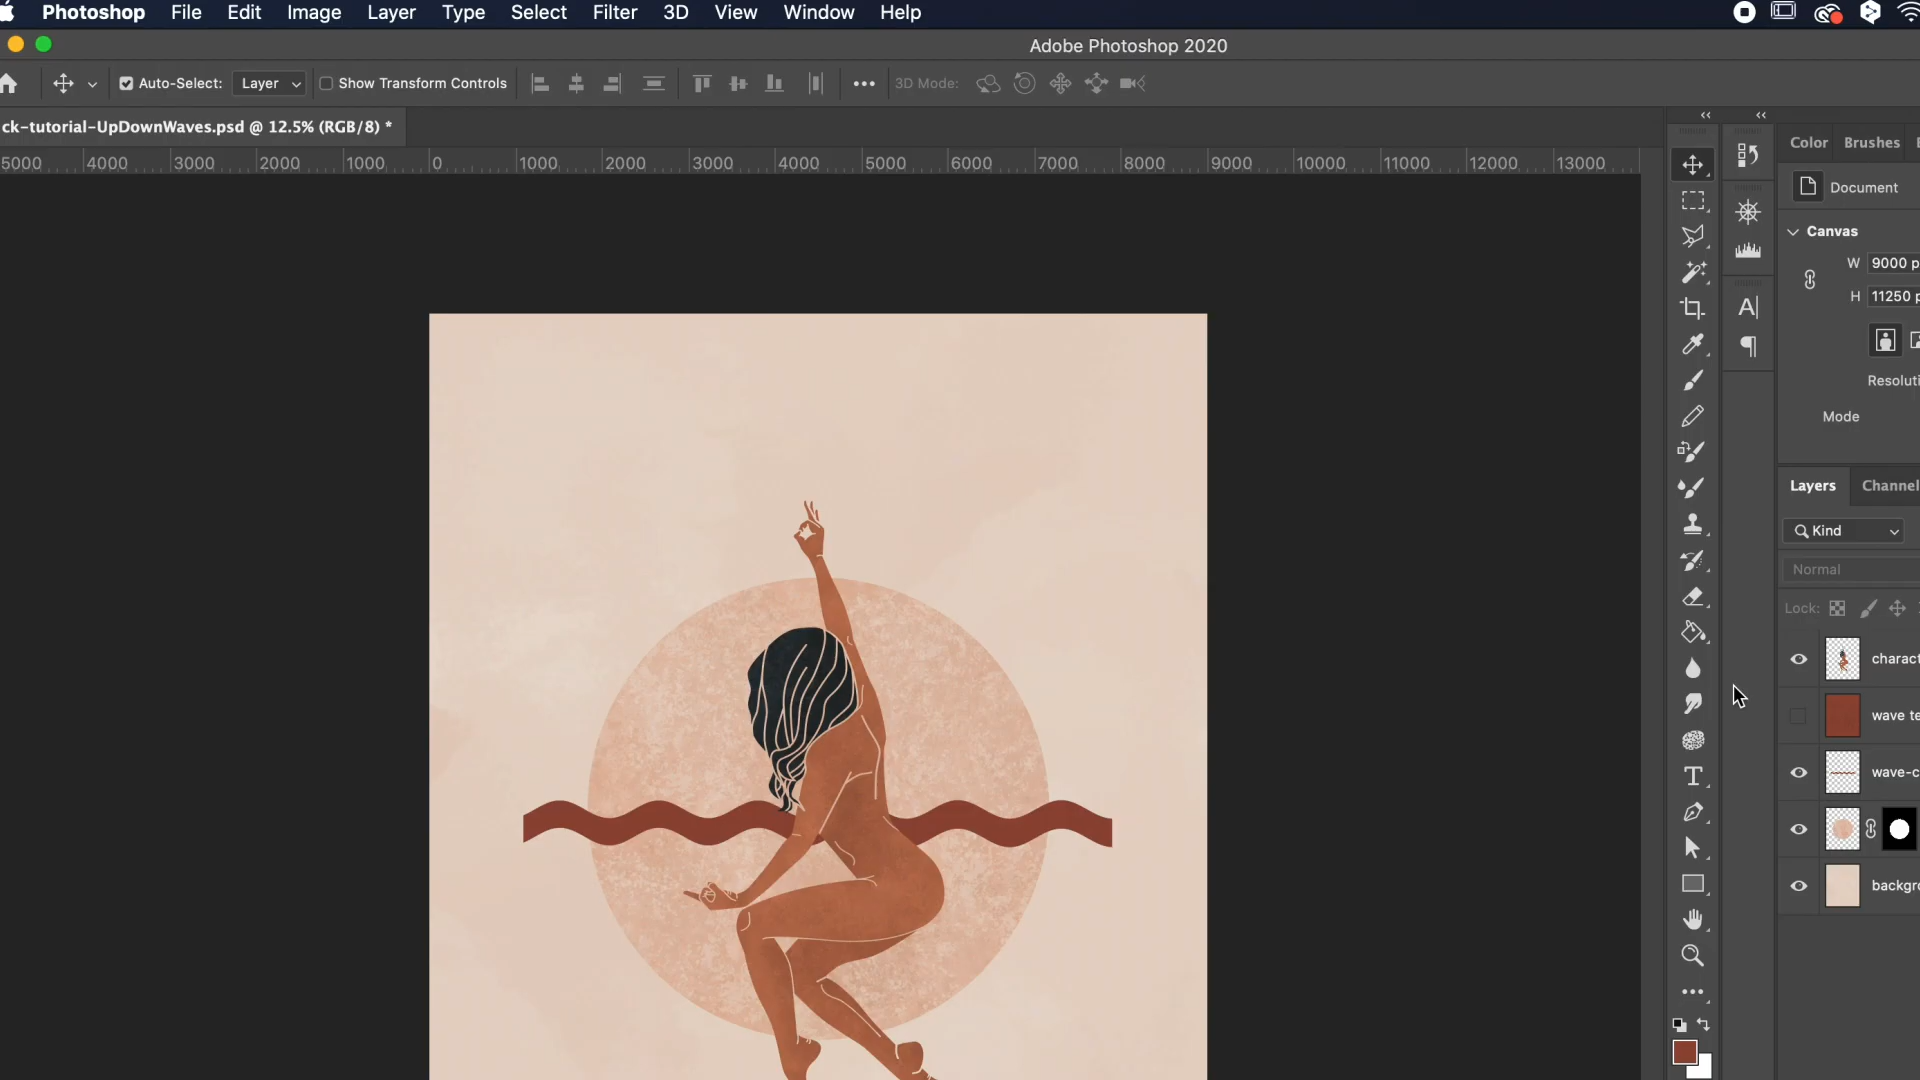 Photoshop File Edit Image Layer Type Select Filter 3D View Window Help
Adobe Photoshop 2020
Auto-Select: Layer Show Transform Controls 3D Mode:
ck-tutorial-UpDownWaves.psd @ 12.5% (RGB/8) *
5000 4000 3000 2000 1000 0 1000 2000 3000 4000 5000 6000 7000 8000 9000 10000 11000 12000 13000
Color Brushes
Document
Canvas
W 9000 p
H 11250 p
Resoluti
Mode
Layers Channel
Kind
Normal
Lock:
charact
wave te
wave-c
backgro